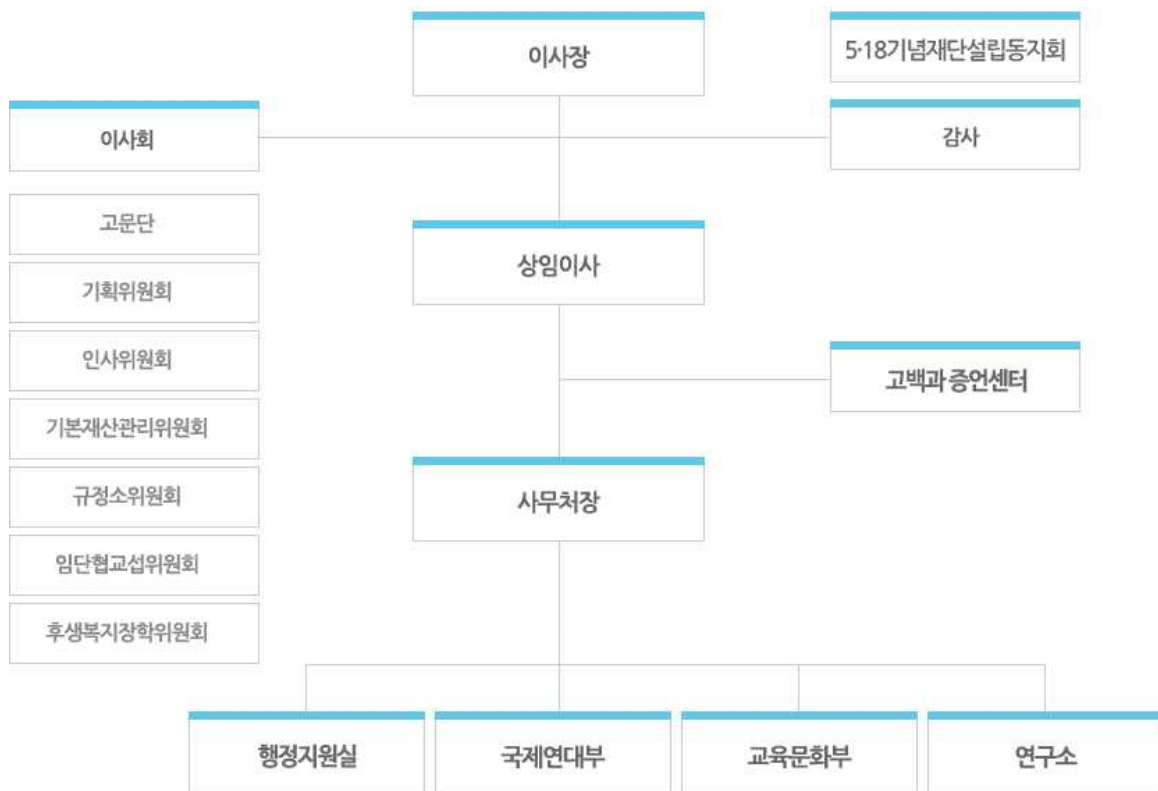 이사장
5·18기념재단설립동지회
이사회
감사
고문단
상임이사
기획위원회
인사위원회
고백과 증언센터
기본재산관리위원회
규정소위원회
사무처장
임단협교섭위원회
후생복지장학위원회
행정지원실
국제연대부
교육문화부
연구소